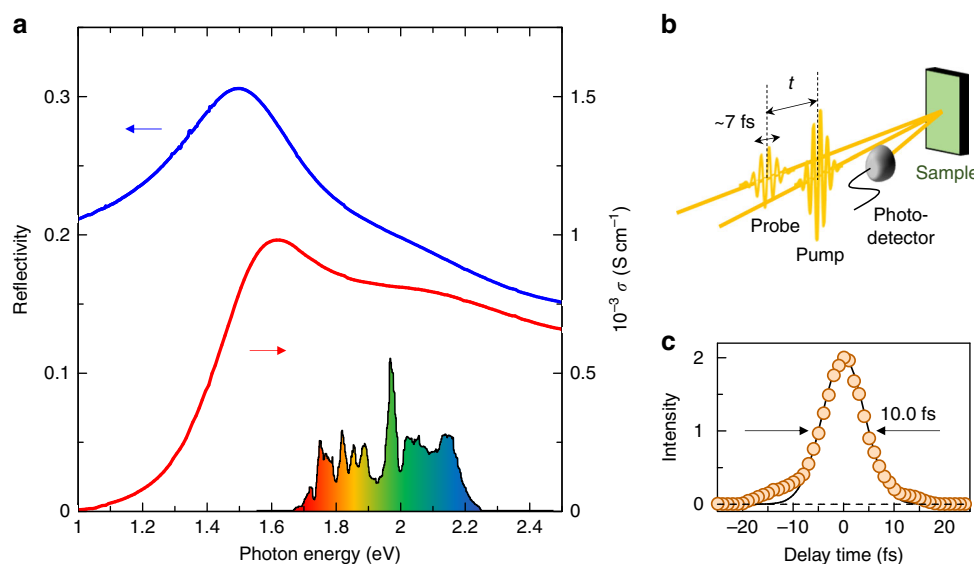 a
Reflectivity
0.3
0.2
0.1
0
1.5
1
0.5
0
10⁻³ σ (S cm⁻¹)
1 1.2 1.4 1.6 1.8 2 2.2 2.4
Photon energy (eV)
b
t
~7 fs
Sample
Probe
Photo-
detector
Pump
c
Intensity
2
1
0
10.0 fs
−20 −10 0 10 20
Delay time (fs)